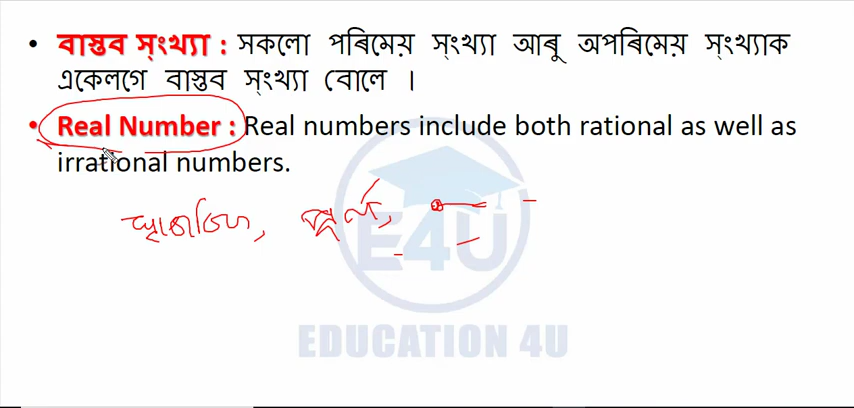 • বাস্তৱ স্ংখ্যা : সকলো পৰিমেয় স্ংখ্যা আৰু অপৰিমেয় স্ংখ্যাক
একেলগে বাস্তৱ স্ংখ্যা বোলে ।
• Real Number : Real numbers include both rational as well as
irrational numbers.
পূৰ্ণ,
E4U
EDUCATION 4U